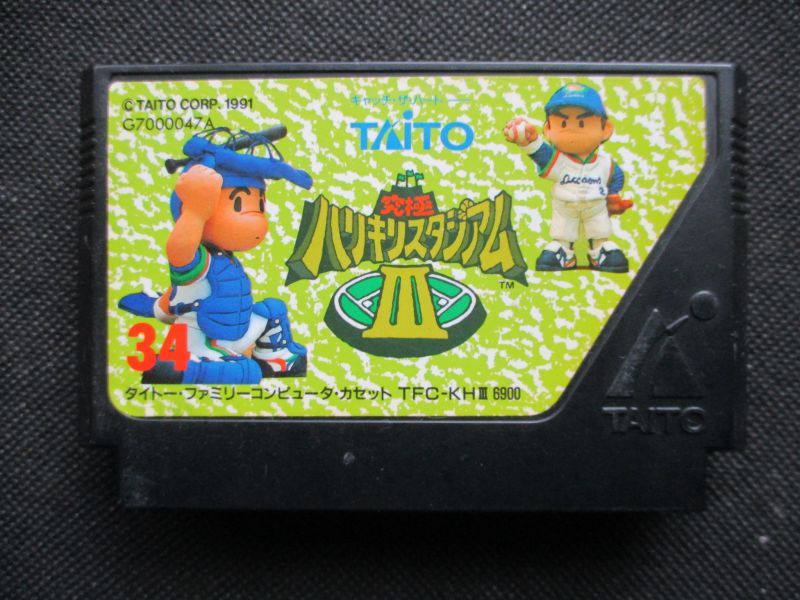 © TAITO CORP. 1991
G7000047A
キャッチ・ザ・ハート
TAITO
究極
ハリキリスタジアム
III
TM
34
タイトー・ファミリーコンピュータ・カセット TFC-KHIII 6900
TAITO